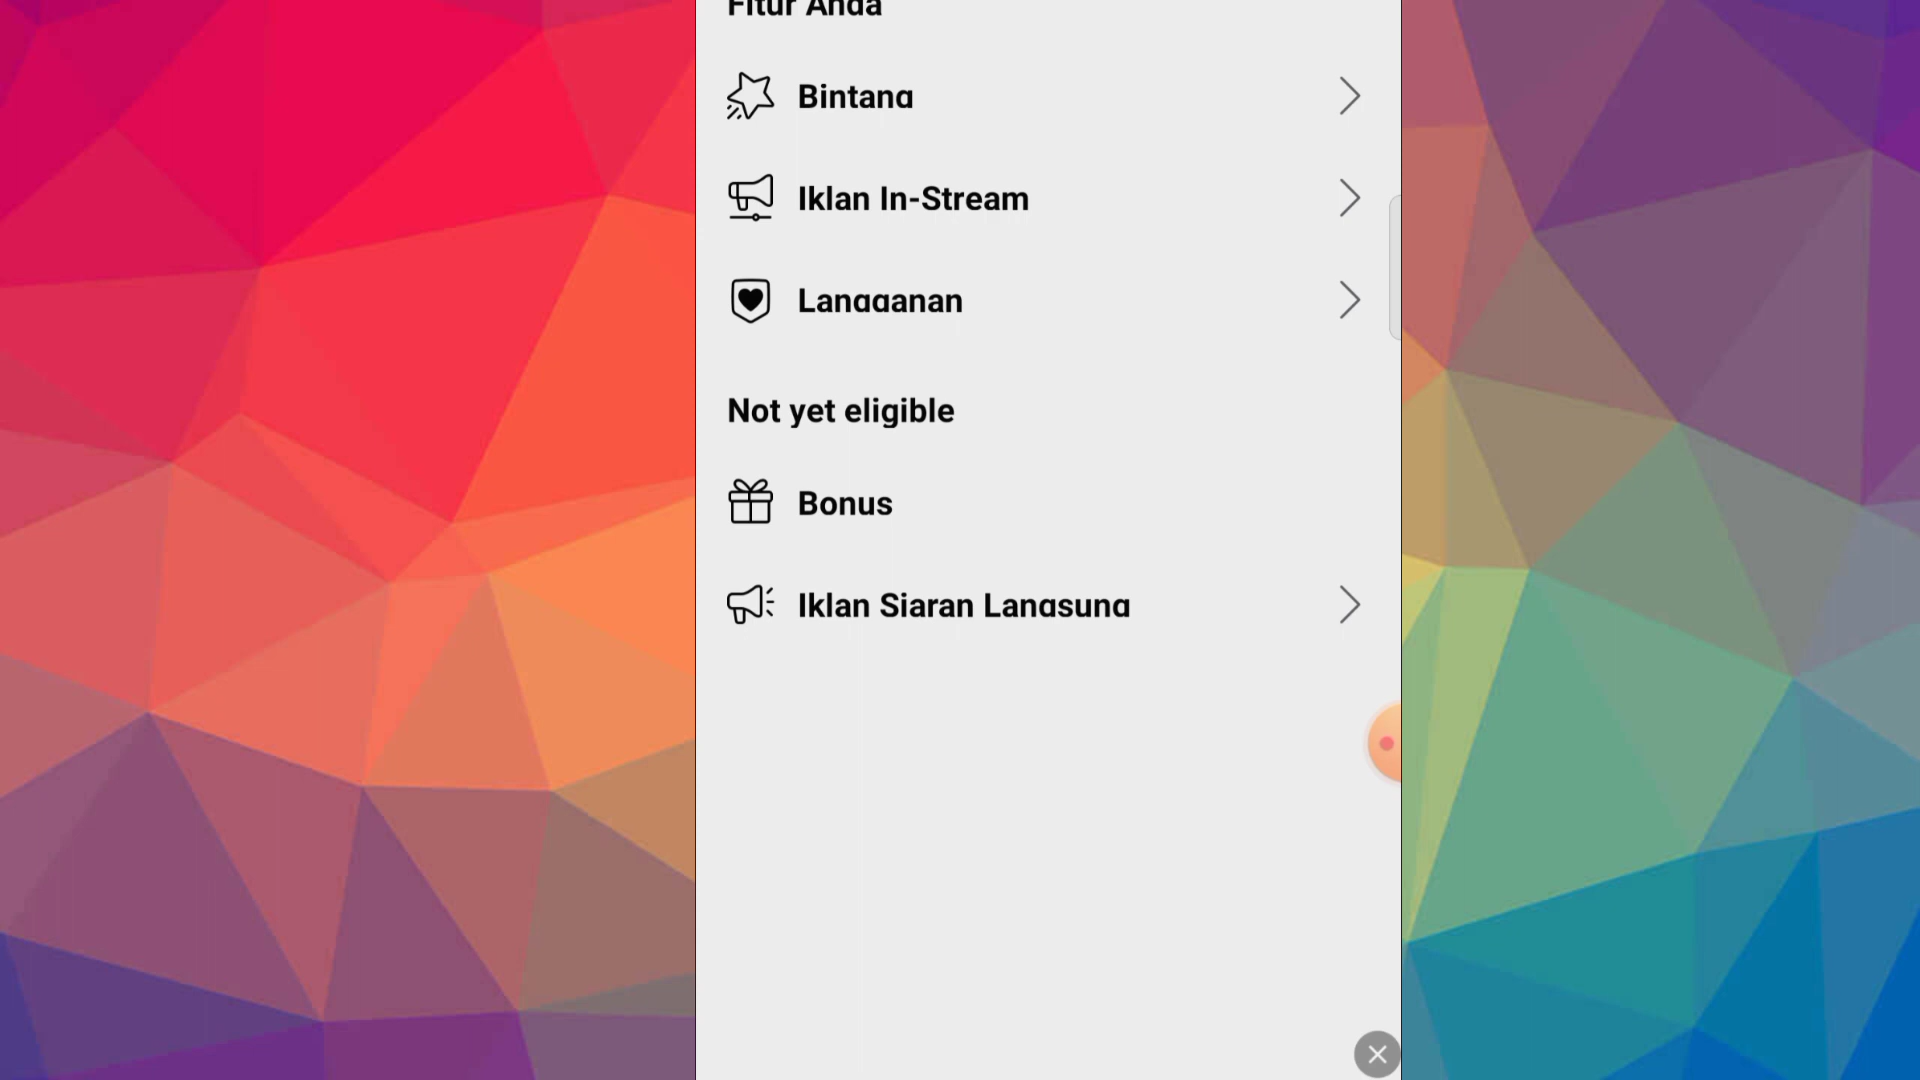 Fitur Anda
Bintang
Iklan In-Stream
Langganan
Not yet eligible
Bonus
Iklan Siaran Langsung